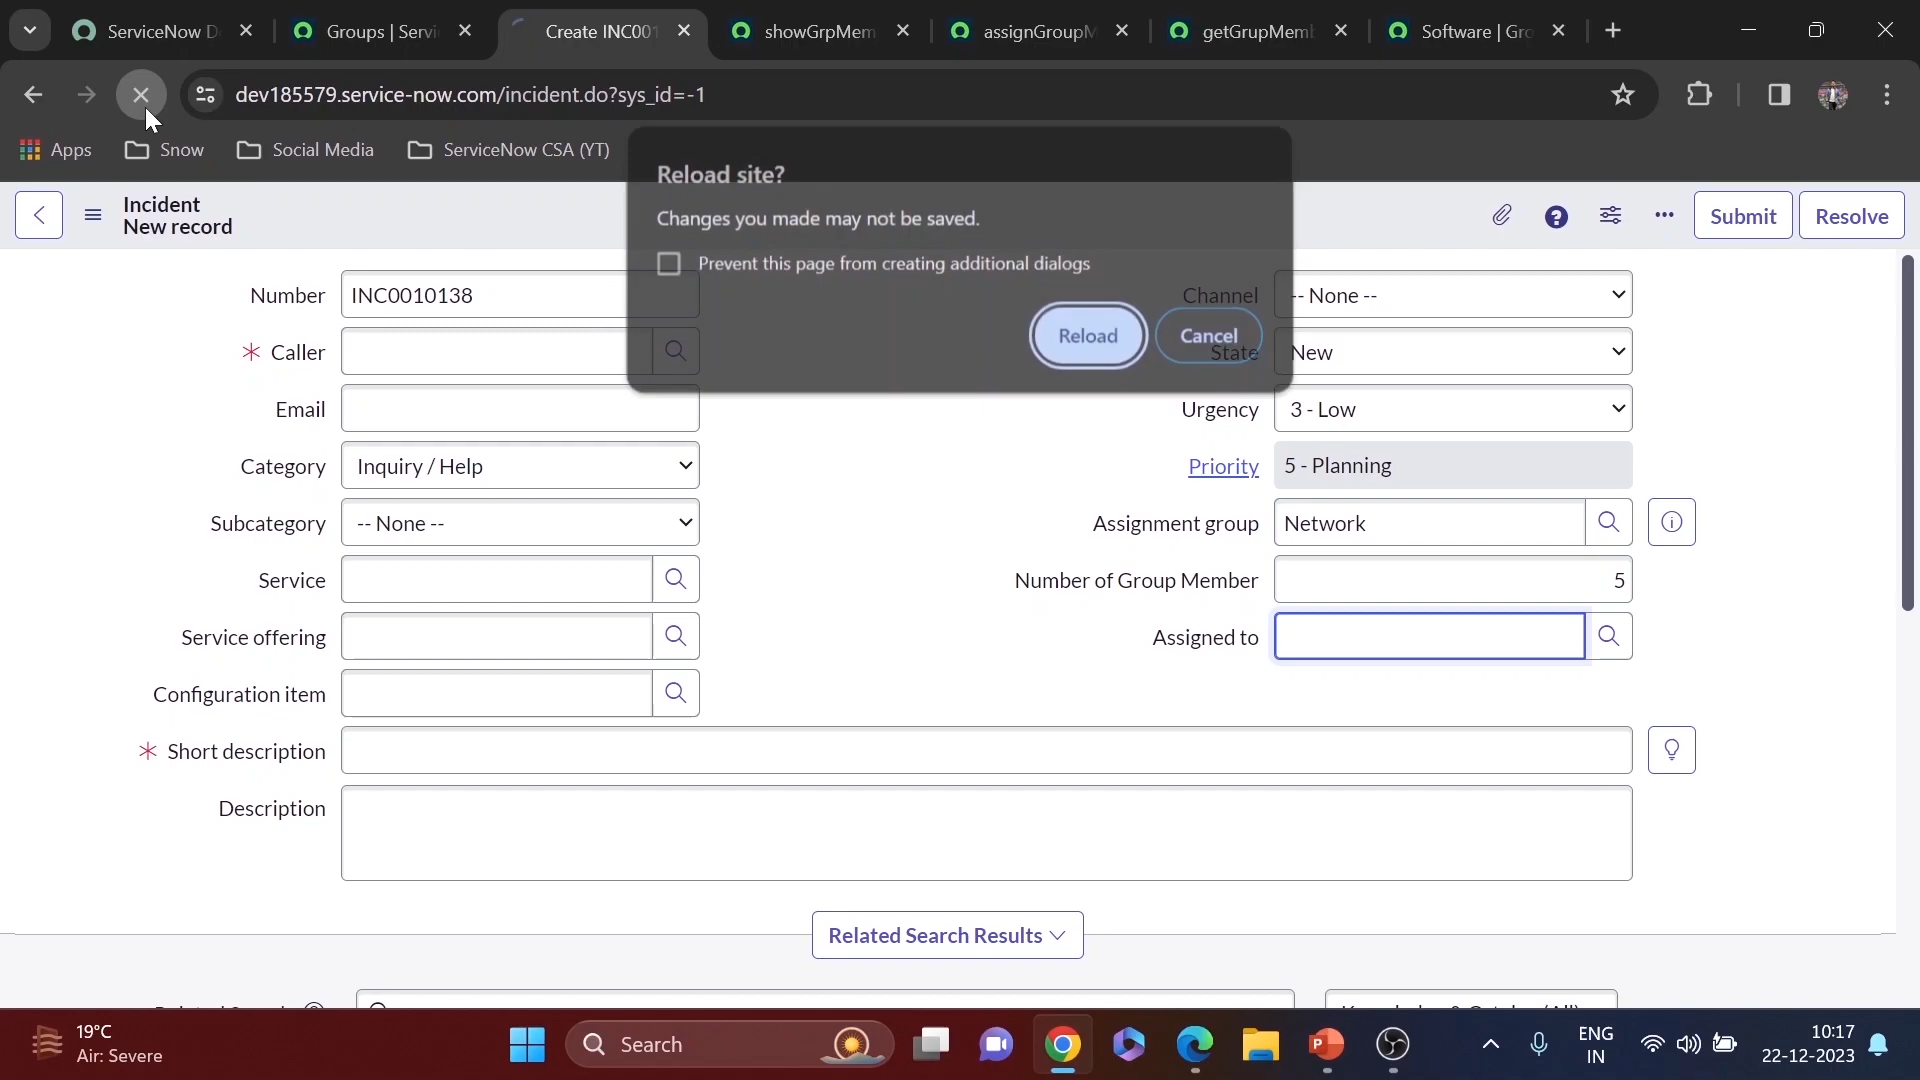 ServiceNow D
Groups | Servi
Create INC001
showGrpMem
assignGroupM
getGrupMemb
Software | Gro
dev185579.service-now.com/incident.do?sys_id=-1
Apps
Snow
Social Media
ServiceNow CSA (YT)
Reload site?
Changes you made may not be saved.
Prevent this page from creating additional dialogs
Reload
Cancel
Incident
New record
Submit
Resolve
Number
INC0010138
Channel
-- None --
Caller
State
New
Email
Urgency
3 - Low
Category
Inquiry / Help
Priority
5 - Planning
Subcategory
-- None --
Assignment group
Network
Service
Number of Group Member
5
Service offering
Assigned to
Configuration item
Short description
Description
Related Search Results
19°C
Air: Severe
Search
ENG
IN
10:17
22-12-2023